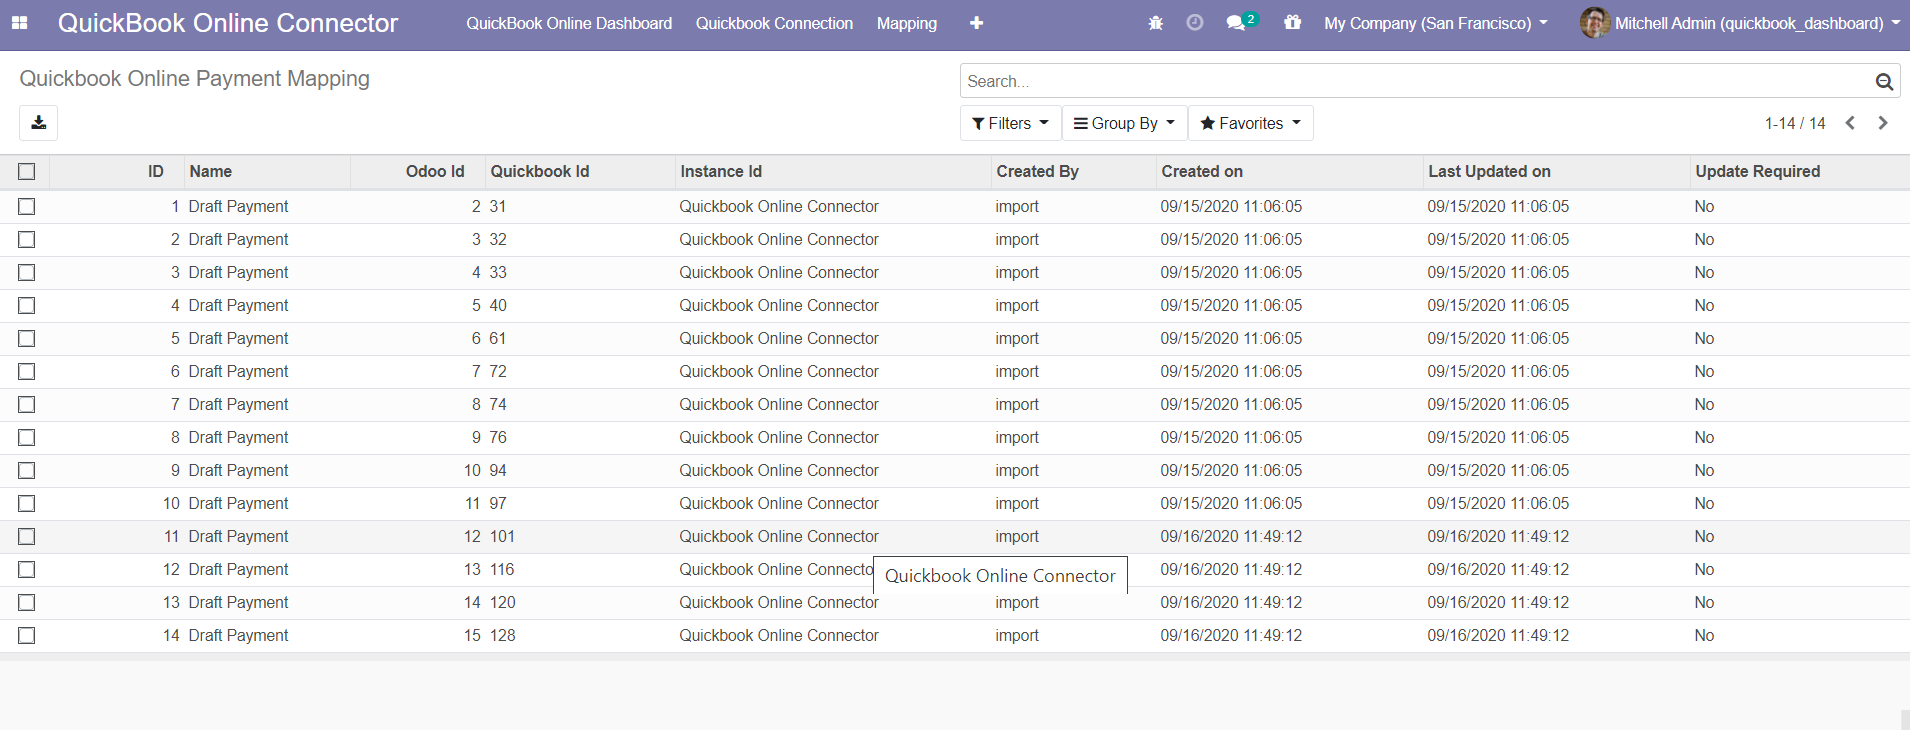 QuickBook Online Connector QuickBook Online Dashboard Quickbook Connection Mapping 2 My Company (San Francisco) Mitchell Admin (quickbook_dashboard)
Quickbook Online Payment Mapping
Search...
Filters Group By Favorites 1-14 / 14
ID Name Odoo Id Quickbook Id Instance Id Created By Created on Last Updated on Update Required
1 Draft Payment 2 31 Quickbook Online Connector import 09/15/2020 11:06:05 09/15/2020 11:06:05 No
2 Draft Payment 3 32 Quickbook Online Connector import 09/15/2020 11:06:05 09/15/2020 11:06:05 No
3 Draft Payment 4 33 Quickbook Online Connector import 09/15/2020 11:06:05 09/15/2020 11:06:05 No
4 Draft Payment 5 40 Quickbook Online Connector import 09/15/2020 11:06:05 09/15/2020 11:06:05 No
5 Draft Payment 6 61 Quickbook Online Connector import 09/15/2020 11:06:05 09/15/2020 11:06:05 No
6 Draft Payment 7 72 Quickbook Online Connector import 09/15/2020 11:06:05 09/15/2020 11:06:05 No
7 Draft Payment 8 74 Quickbook Online Connector import 09/15/2020 11:06:05 09/15/2020 11:06:05 No
8 Draft Payment 9 76 Quickbook Online Connector import 09/15/2020 11:06:05 09/15/2020 11:06:05 No
9 Draft Payment 10 94 Quickbook Online Connector import 09/15/2020 11:06:05 09/15/2020 11:06:05 No
10 Draft Payment 11 97 Quickbook Online Connector import 09/15/2020 11:06:05 09/15/2020 11:06:05 No
11 Draft Payment 12 101 Quickbook Online Connector import 09/16/2020 11:49:12 09/16/2020 11:49:12 No
12 Draft Payment 13 116 Quickbook Online Connecto 09/16/2020 11:49:12 09/16/2020 11:49:12 No
Quickbook Online Connector
13 Draft Payment 14 120 Quickbook Online Connector import 09/16/2020 11:49:12 09/16/2020 11:49:12 No
14 Draft Payment 15 128 Quickbook Online Connector import 09/16/2020 11:49:12 09/16/2020 11:49:12 No